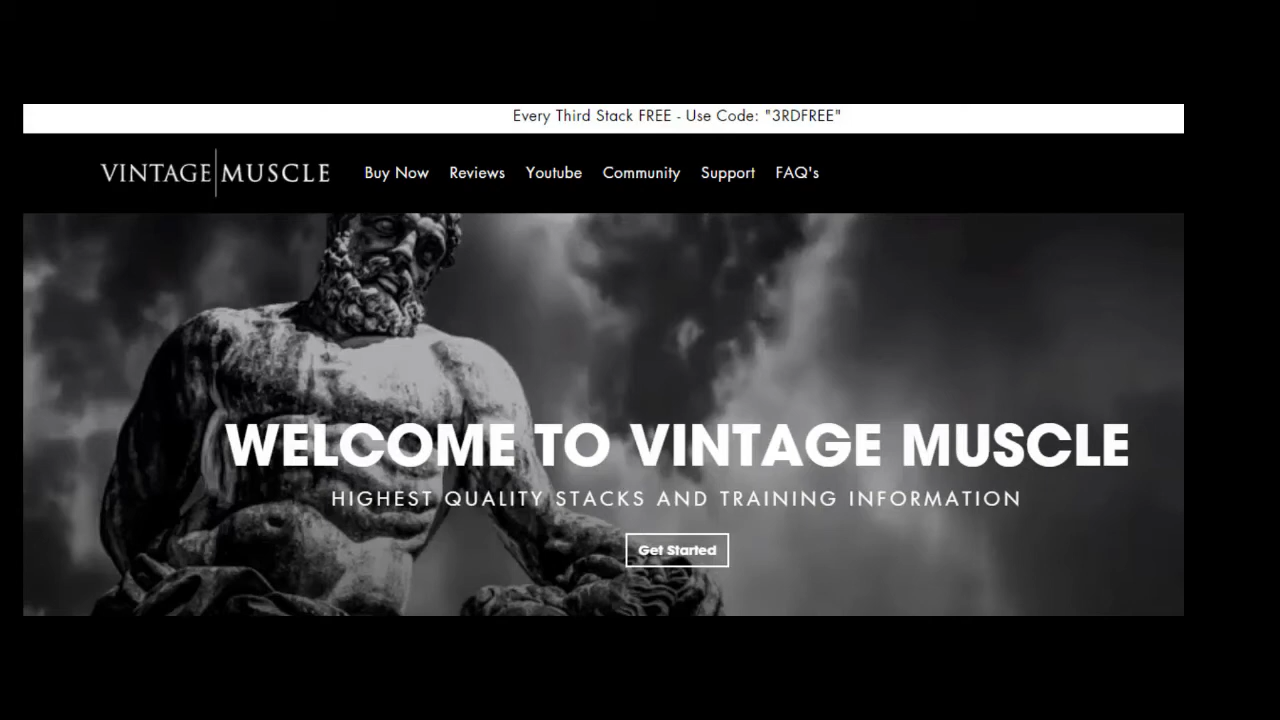 Every Third Stack FREE - Use Code: "3RDFREE"
VINTAGE MUSCLE Buy Now Reviews Youtube Community Support FAQ's
WELCOME TO VINTAGE MUSCLE
HIGHEST QUALITY STACKS AND TRAINING INFORMATION
Get Started